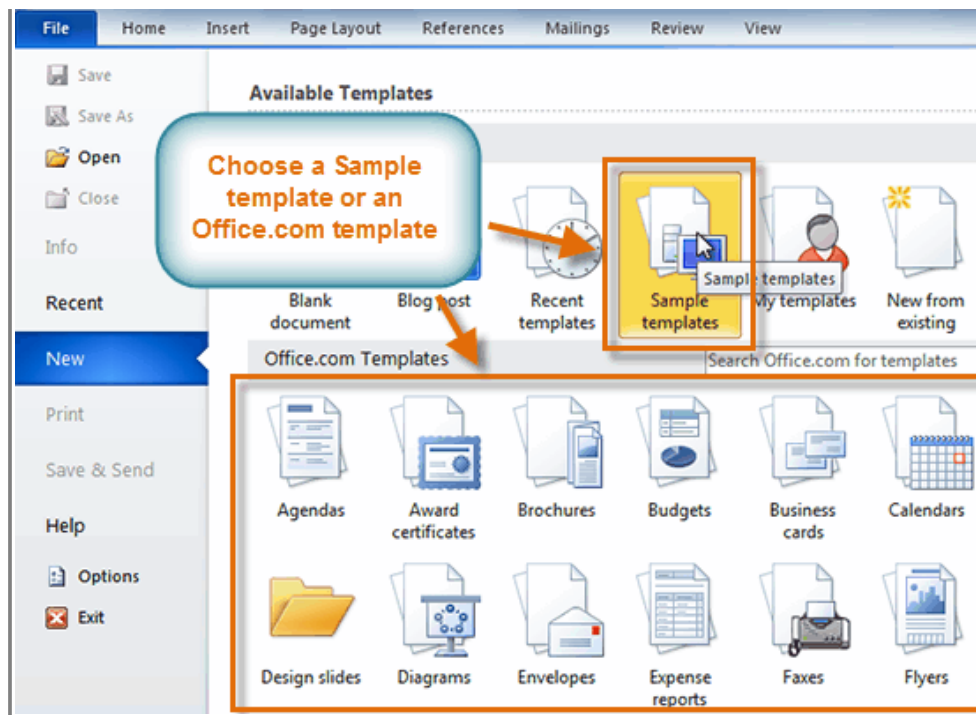 File Home Insert Page Layout References Mailings Review View
Save
Save As
Open
Close
Info
Recent
New
Print
Save & Send
Help
Options
Exit
Available Templates
Choose a Sample
template or an
Office.com template
Blank
document
Blog post
Recent
templates
Sample
templates
Sample templates
My templates
New from
existing
Office.com Templates
Search Office.com for templates
Agendas
Award
certificates
Brochures
Budgets
Business
cards
Calendars
Design slides
Diagrams
Envelopes
Expense
reports
Faxes
Flyers